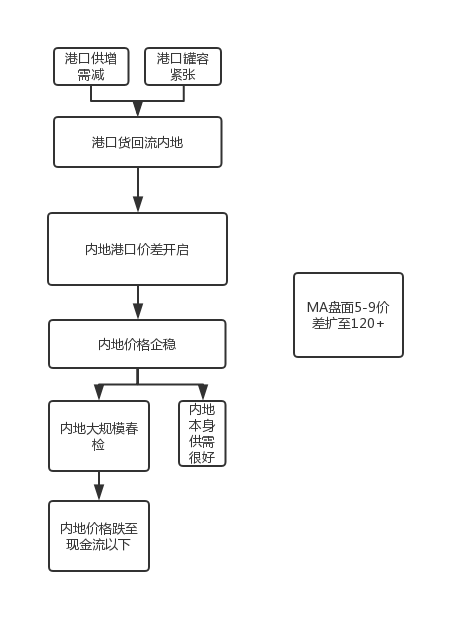 港口供增
需减
港口罐容
紧张
港口货回流内地
内地港口价差开启
MA盘面5-9价
差扩至120+
内地价格企稳
内地大规模春
检
内地
本身
供需
很好
内地价格跌至
现金流以下